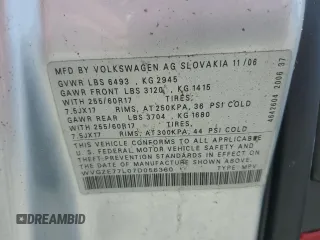 MFD BY VOLKSWAGEN AG SLOVAKIA 11/06
GVWR LBS 6493 , KG 2945
GAWR FRONT LBS 3120 , KG 1415
WITH 255/60R17 TIRES,
7,5JX17 RIMS, AT 250KPA, 36 PSI COLD
GAWR REAR LBS 3704 , KG 1680
WITH 255/60R17 TIRES,
7,5JX17 RIMS, AT 300KPA, 44 PSI COLD
THIS VEHICLE CONFORMS TO ALL APPLICABLE
U.S. FEDERAL MOTOR VEHICLE SAFETY AND
THEFT PREVENTION STANDARDS IN EFFECT ON
THE DATE OF MANUFACTURE SHOWN ABOVE
TYPE: MPV
autobidmaster